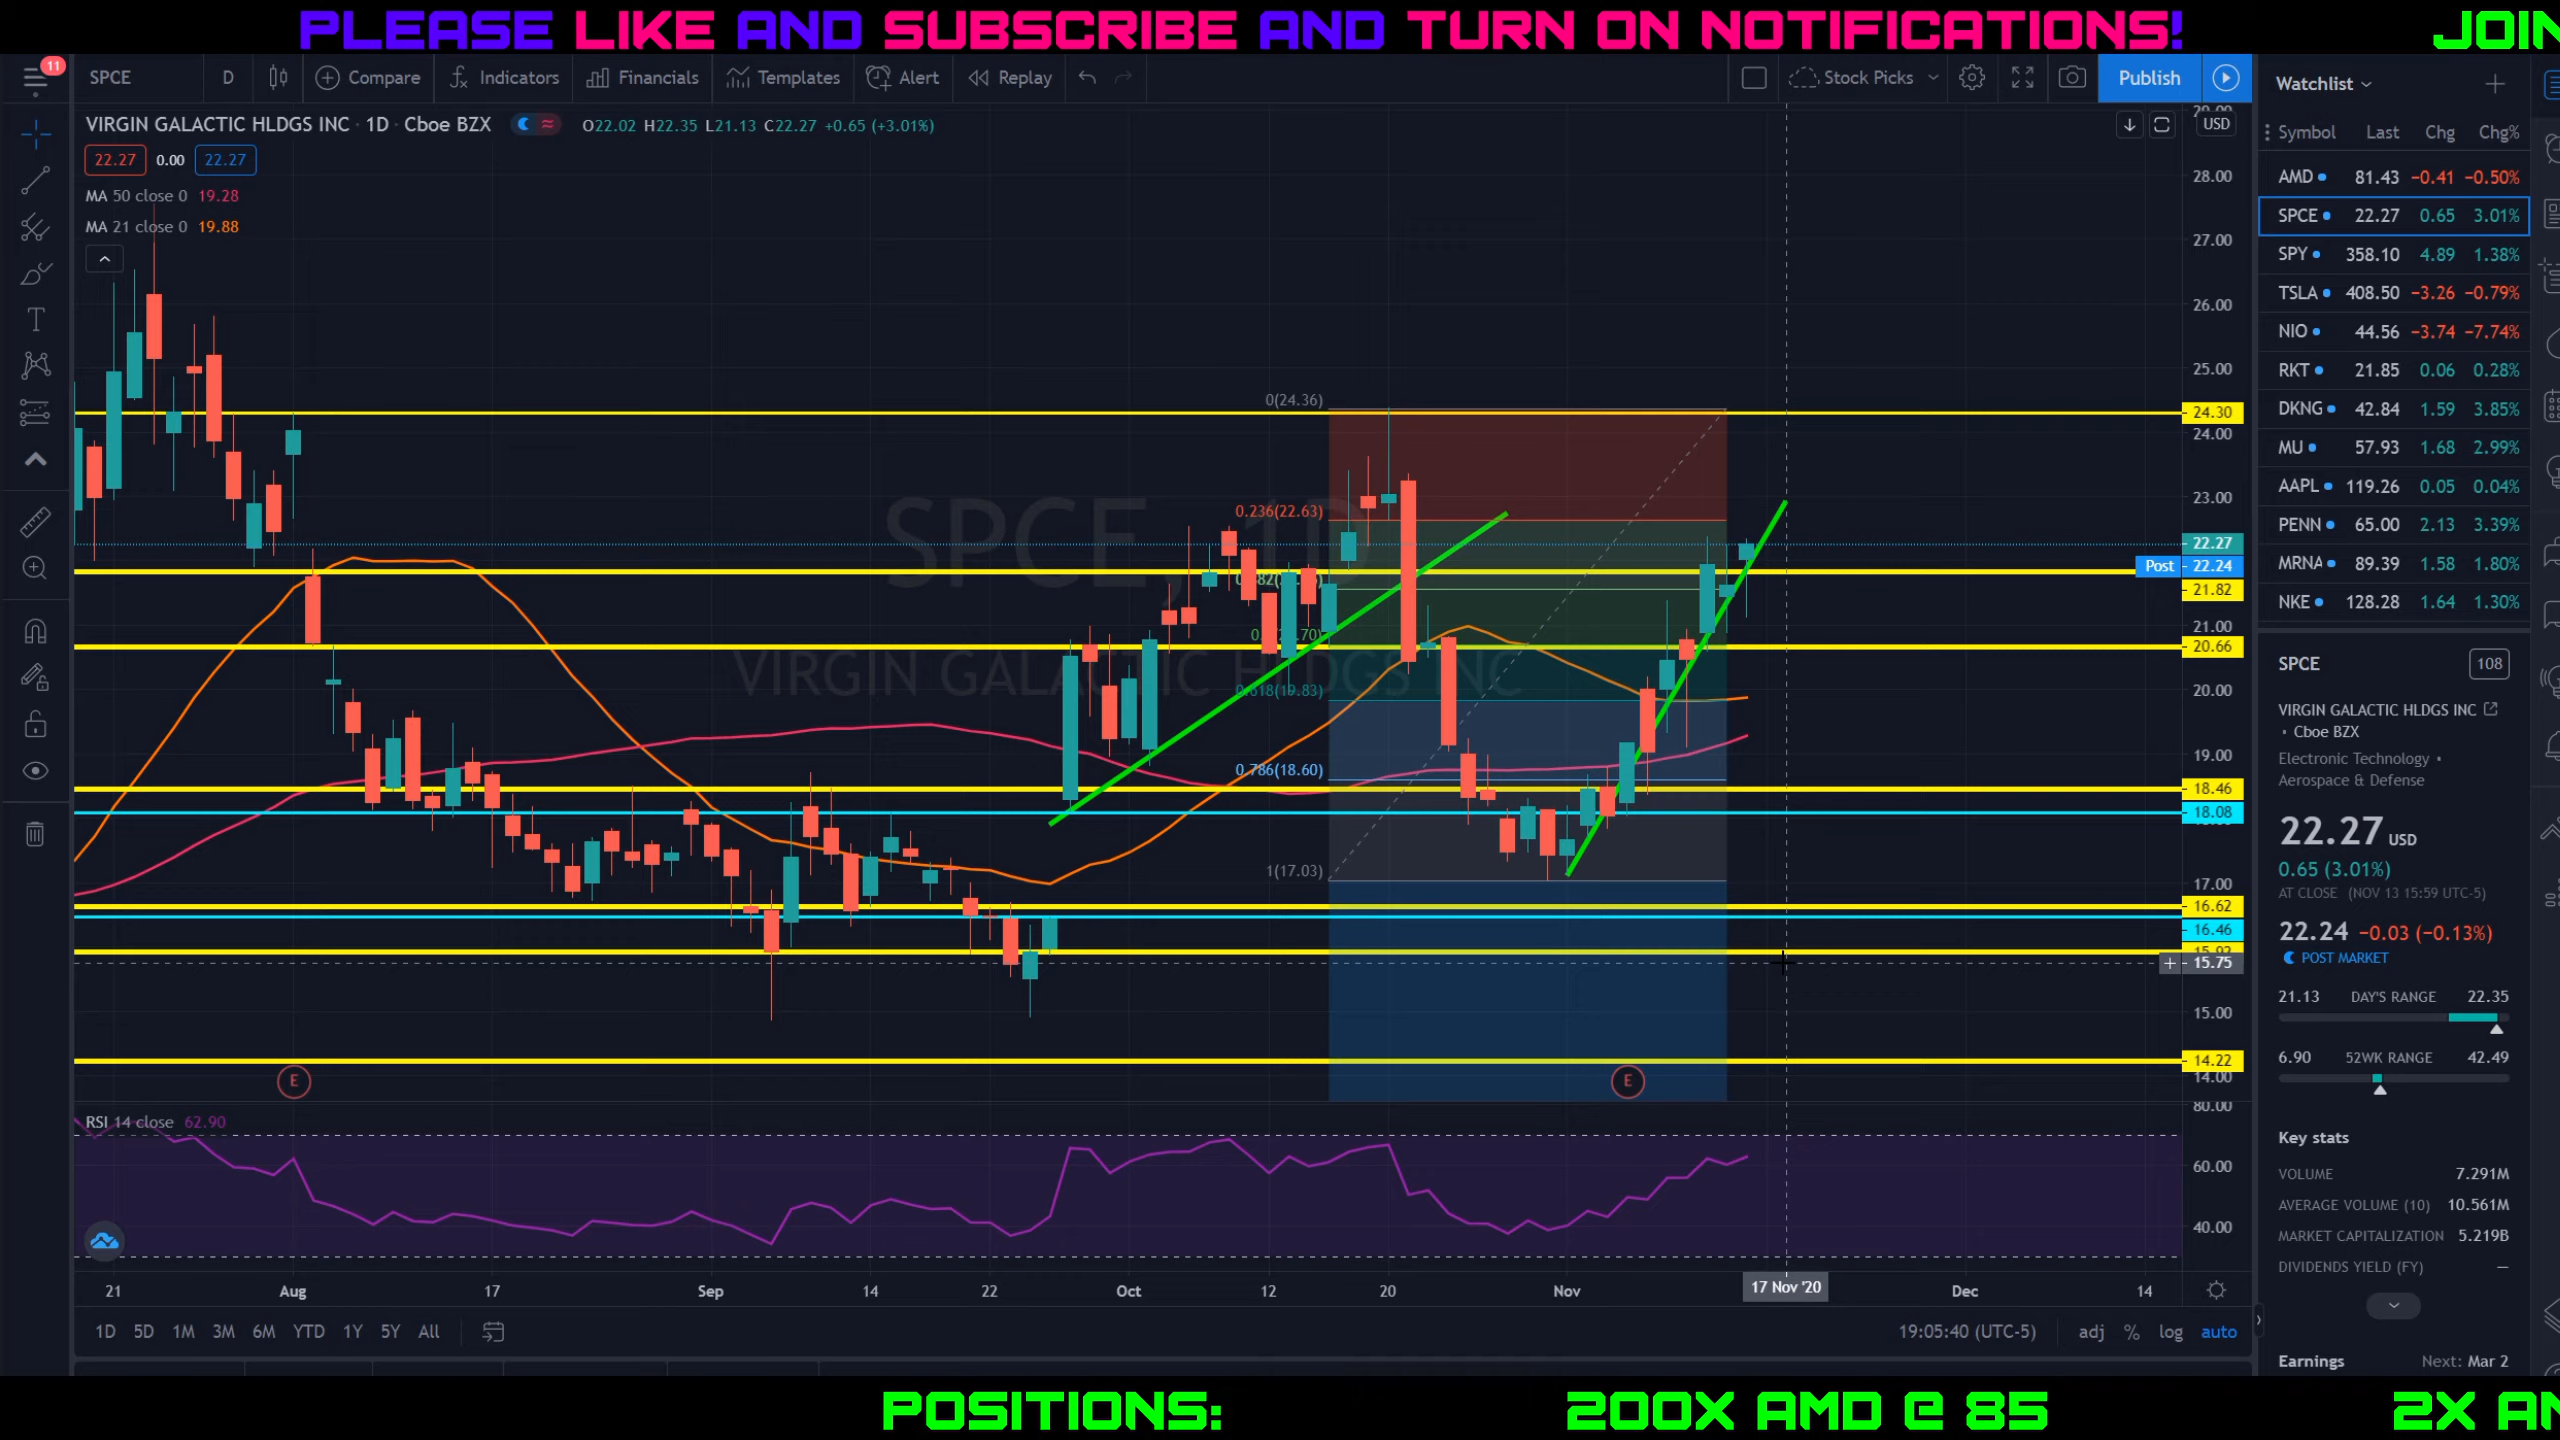 PLEASE LIKE AND SUBSCRIBE AND TURN ON NOTIFICATIONS!
JOIN
11
SPCE D Compare Indicators Financials Templates Alert Replay Stock Picks Publish
VIRGIN GALACTIC HLDGS INC · 1D · Cboe BZX O22.02 H22.35 L21.13 C22.27 +0.65 (+3.01%)
22.27 0.00 22.27
MA 50 close 0 19.28
MA 21 close 0 19.88
SPCE, 1D
VIRGIN GALACTIC HLDGS INC
0(24.36)
0.236(22.63)
0.618(19.83)
0.786(18.60)
1(17.03)
USD
29.00
28.00
27.00
26.00
25.00
24.30
24.00
23.00
22.27
Post 22.24
21.82
21.00
20.66
20.00
19.00
18.46
18.08
17.00
16.62
16.46
15.75
15.00
14.22
14.00
E E
RSI 14 close 62.90
80.00
60.00
40.00
21 Aug 17 Sep 14 22 Oct 12 20 Nov 17 Nov '20 Dec 14
1D 5D 1M 3M 6M YTD 1Y 5Y All 19:05:40 (UTC-5) adj % log auto
Watchlist
Symbol Last Chg Chg%
AMD 81.43 −0.41 −0.50%
SPCE 22.27 0.65 3.01%
SPY 358.10 4.89 1.38%
TSLA 408.50 −3.26 −0.79%
NIO 44.56 −3.74 −7.74%
RKT 21.85 0.06 0.28%
DKNG 42.84 1.59 3.85%
MU 57.93 1.68 2.99%
AAPL 119.26 0.05 0.04%
PENN 65.00 2.13 3.39%
MRNA 89.39 1.58 1.80%
NKE 128.28 1.64 1.30%
SPCE 108
VIRGIN GALACTIC HLDGS INC
• Cboe BZX
Electronic Technology •
Aerospace & Defense
22.27 USD
0.65 (3.01%)
AT CLOSE (NOV 13 15:59 UTC-5)
22.24 −0.03 (−0.13%)
POST MARKET
21.13 DAY'S RANGE 22.35
6.90 52WK RANGE 42.49
Key stats
VOLUME 7.291M
AVERAGE VOLUME (10) 10.561M
MARKET CAPITALIZATION 5.219B
DIVIDENDS YIELD (FY) —
Earnings Next: Mar 2
POSITIONS: 200X AMD @ 85 2X